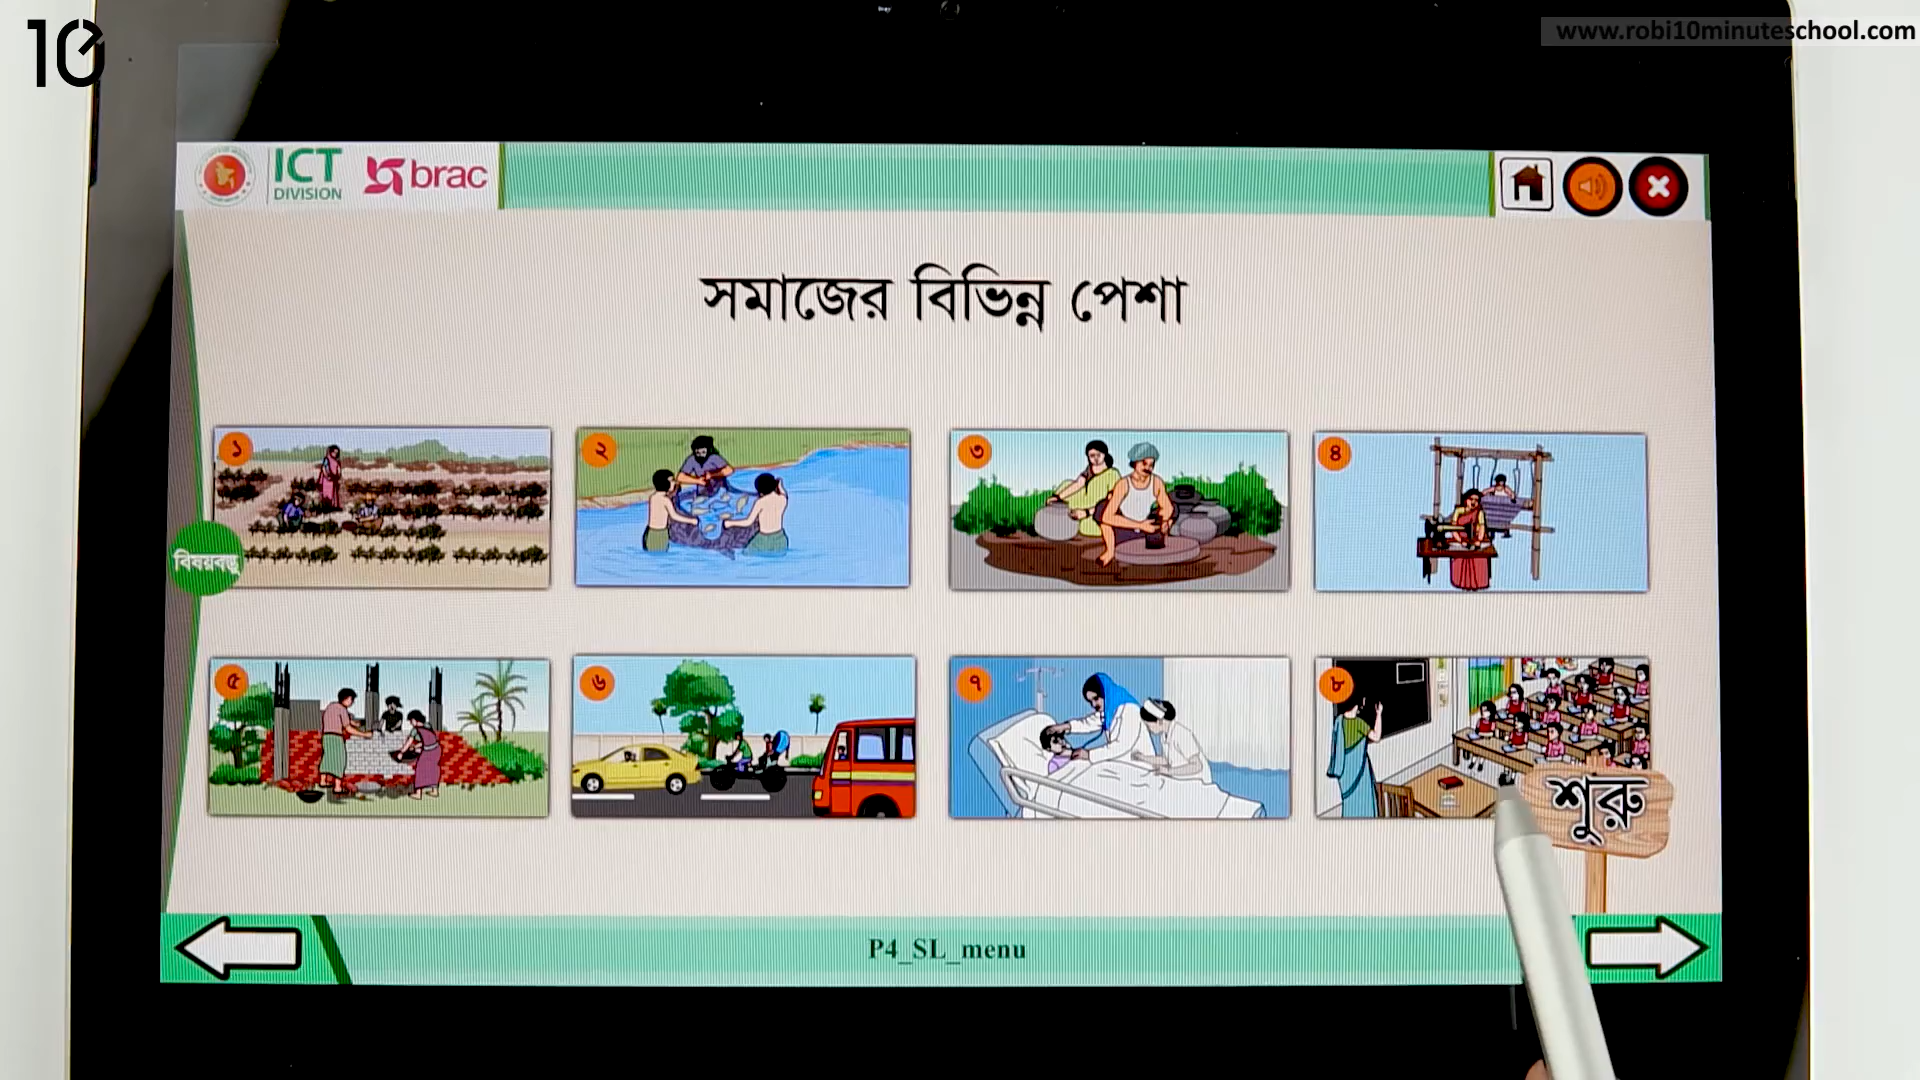 10
www.robi10minuteschool.com
ICT
DIVISION
brac
সমাজের বিভিন্ন পেশা
১
২
৩
৪
বিষয়বস্তু
৫
৬
৭
৮
শুরু
P4_SL_menu